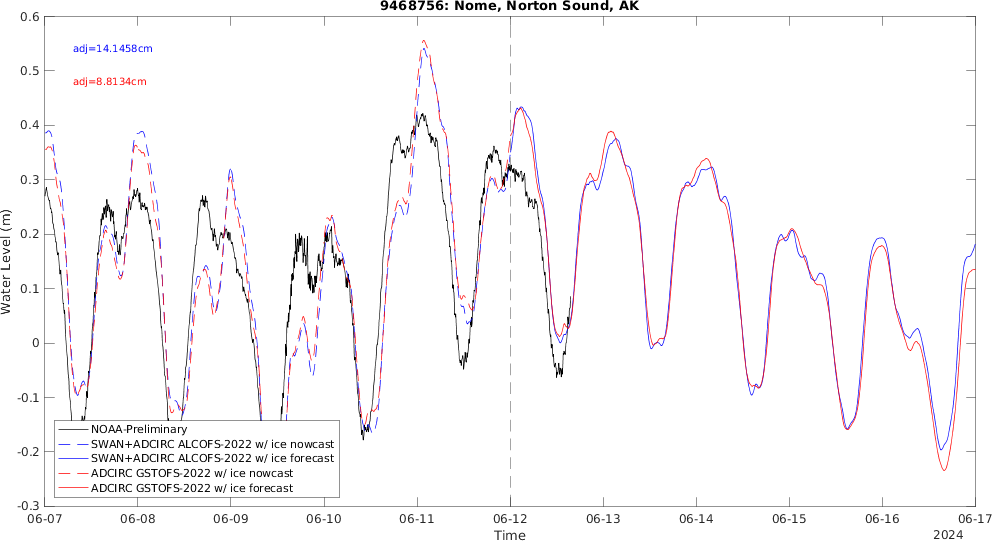 9468756: Nome, Norton Sound, AK
adj=14.1458cm
adj=8.8134cm
Water Level (m)
0.6
0.5
0.4
0.3
0.2
0.1
0
-0.1
-0.2
-0.3
NOAA-Preliminary
SWAN+ADCIRC ALCOFS-2022 w/ ice nowcast
SWAN+ADCIRC ALCOFS-2022 w/ ice forecast
ADCIRC GSTOFS-2022 w/ ice nowcast
ADCIRC GSTOFS-2022 w/ ice forecast
06-07 06-08 06-09 06-10 06-11 06-12 06-13 06-14 06-15 06-16 06-17
Time
2024